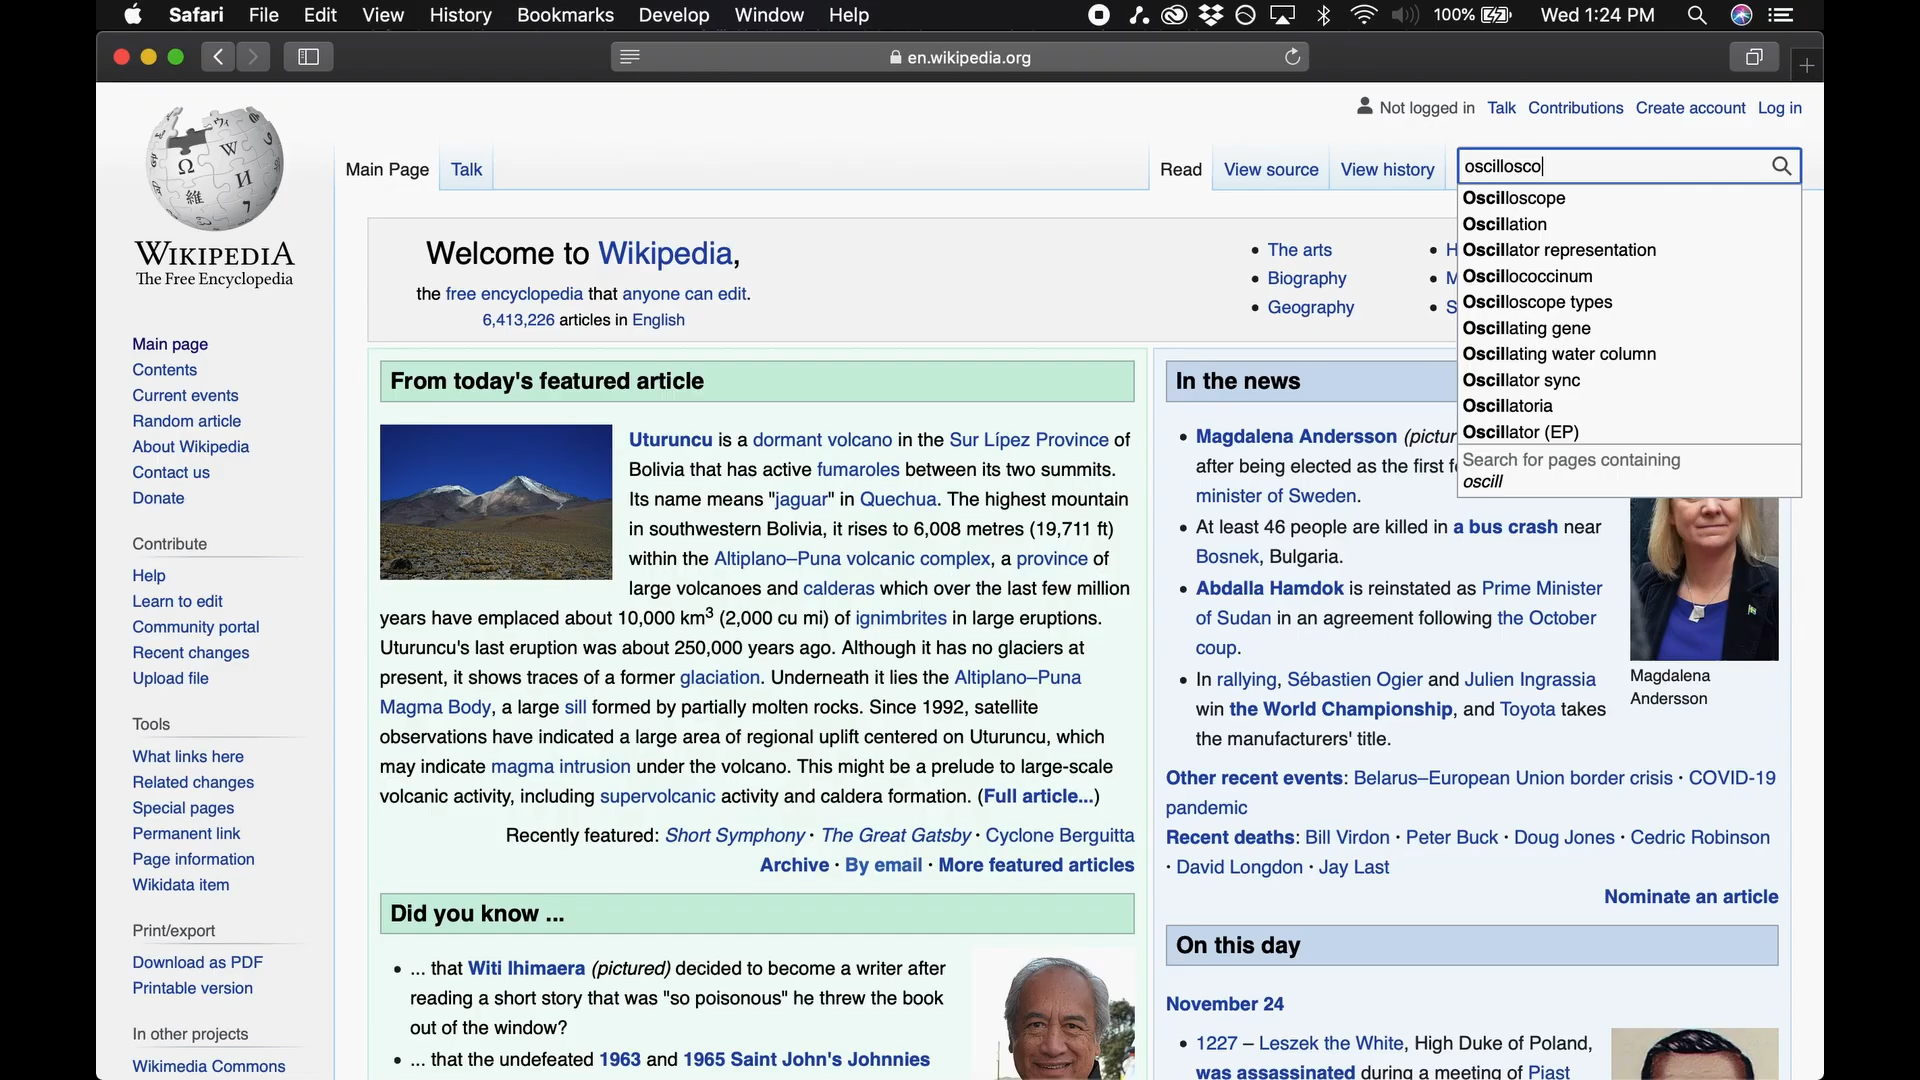 Safari File Edit View History Bookmarks Develop Window Help 100% Wed 1:24 PM
en.wikipedia.org
Not logged in Talk Contributions Create account Log in
Main Page Talk Read View source View history oscillosco
WIKIPEDIA
The Free Encyclopedia
Main page
Contents
Current events
Random article
About Wikipedia
Contact us
Donate
Contribute
Help
Learn to edit
Community portal
Recent changes
Upload file
Tools
What links here
Related changes
Special pages
Permanent link
Page information
Wikidata item
Print/export
Download as PDF
Printable version
In other projects
Wikimedia Commons
Welcome to Wikipedia,
the free encyclopedia that anyone can edit.
6,413,226 articles in English
• The arts
• Biography
• Geography
• H
• M
• S
Oscilloscope
Oscillation
Oscillator representation
Oscillococcinum
Oscilloscope types
Oscillating gene
Oscillating water column
Oscillator sync
Oscillatoria
Oscillator (EP)
Search for pages containing
oscill
From today's featured article
Uturuncu is a dormant volcano in the Sur Lípez Province of
Bolivia that has active fumaroles between its two summits.
Its name means "jaguar" in Quechua. The highest mountain
in southwestern Bolivia, it rises to 6,008 metres (19,711 ft)
within the Altiplano–Puna volcanic complex, a province of
large volcanoes and calderas which over the last few million
years have emplaced about 10,000 km³ (2,000 cu mi) of ignimbrites in large eruptions.
Uturuncu's last eruption was about 250,000 years ago. Although it has no glaciers at
present, it shows traces of a former glaciation. Underneath it lies the Altiplano–Puna
Magma Body, a large sill formed by partially molten rocks. Since 1992, satellite
observations have indicated a large area of regional uplift centered on Uturuncu, which
may indicate magma intrusion under the volcano. This might be a prelude to large-scale
volcanic activity, including supervolcanic activity and caldera formation. (Full article...)
Recently featured: Short Symphony · The Great Gatsby · Cyclone Berguitta
Archive · By email · More featured articles
Did you know ...
• ... that Witi Ihimaera (pictured) decided to become a writer after
reading a short story that was "so poisonous" he threw the book
out of the window?
• ... that the undefeated 1963 and 1965 Saint John's Johnnies
In the news
• Magdalena Andersson (pictur
after being elected as the first f
minister of Sweden.
• At least 46 people are killed in a bus crash near
Bosnek, Bulgaria.
• Abdalla Hamdok is reinstated as Prime Minister
of Sudan in an agreement following the October
coup.
• In rallying, Sébastien Ogier and Julien Ingrassia
win the World Championship, and Toyota takes
the manufacturers' title.
Magdalena
Andersson
Other recent events: Belarus–European Union border crisis · COVID-19
pandemic
Recent deaths: Bill Virdon · Peter Buck · Doug Jones · Cedric Robinson
· David Longdon · Jay Last
Nominate an article
On this day
November 24
• 1227 – Leszek the White, High Duke of Poland,
was assassinated during a meeting of Piast